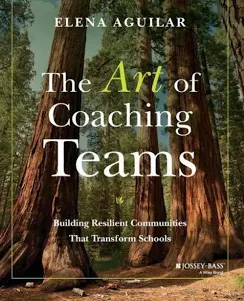 ELENA AGUILAR
The Art of
Coaching
Teams
Building Resilient Communities
That Transform Schools
JOSSEY-BASS
A Wiley Brand